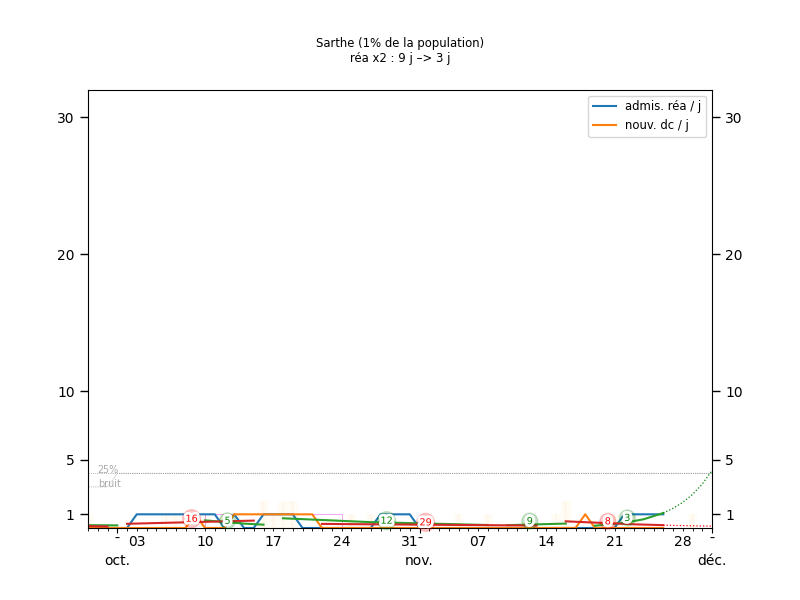 Sarthe (1% de la population)
réa x2 : 9 j –> 3 j
admis. réa / j
nouv. dc / j
30 30
20 20
10 10
5 5
25%
bruit
1 1
16 5 12 29 9 8 3
- 03 10 17 24 31- 07 14 21 28 -
oct. nov. déc.